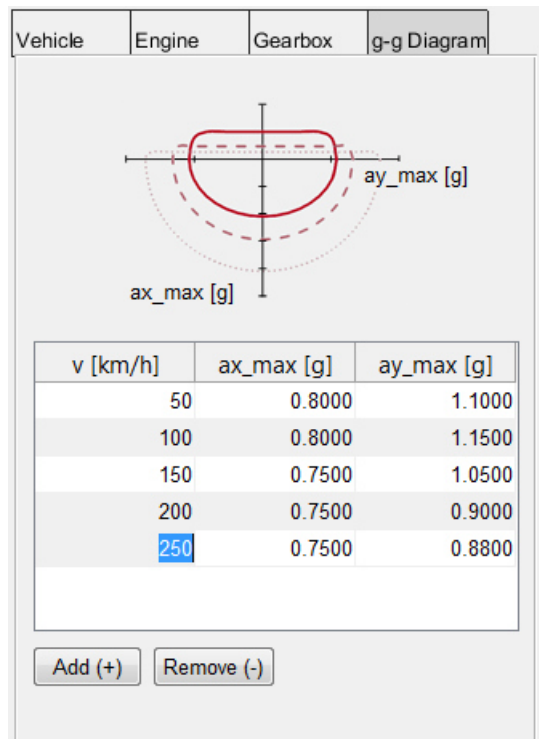 Vehicle Engine Gearbox g-g Diagram
ay_max [g]
ax_max [g]
v [km/h] ax_max [g] ay_max [g]
50 0.8000 1.1000
100 0.8000 1.1500
150 0.7500 1.0500
200 0.7500 0.9000
250 0.7500 0.8800
Add (+) Remove (-)